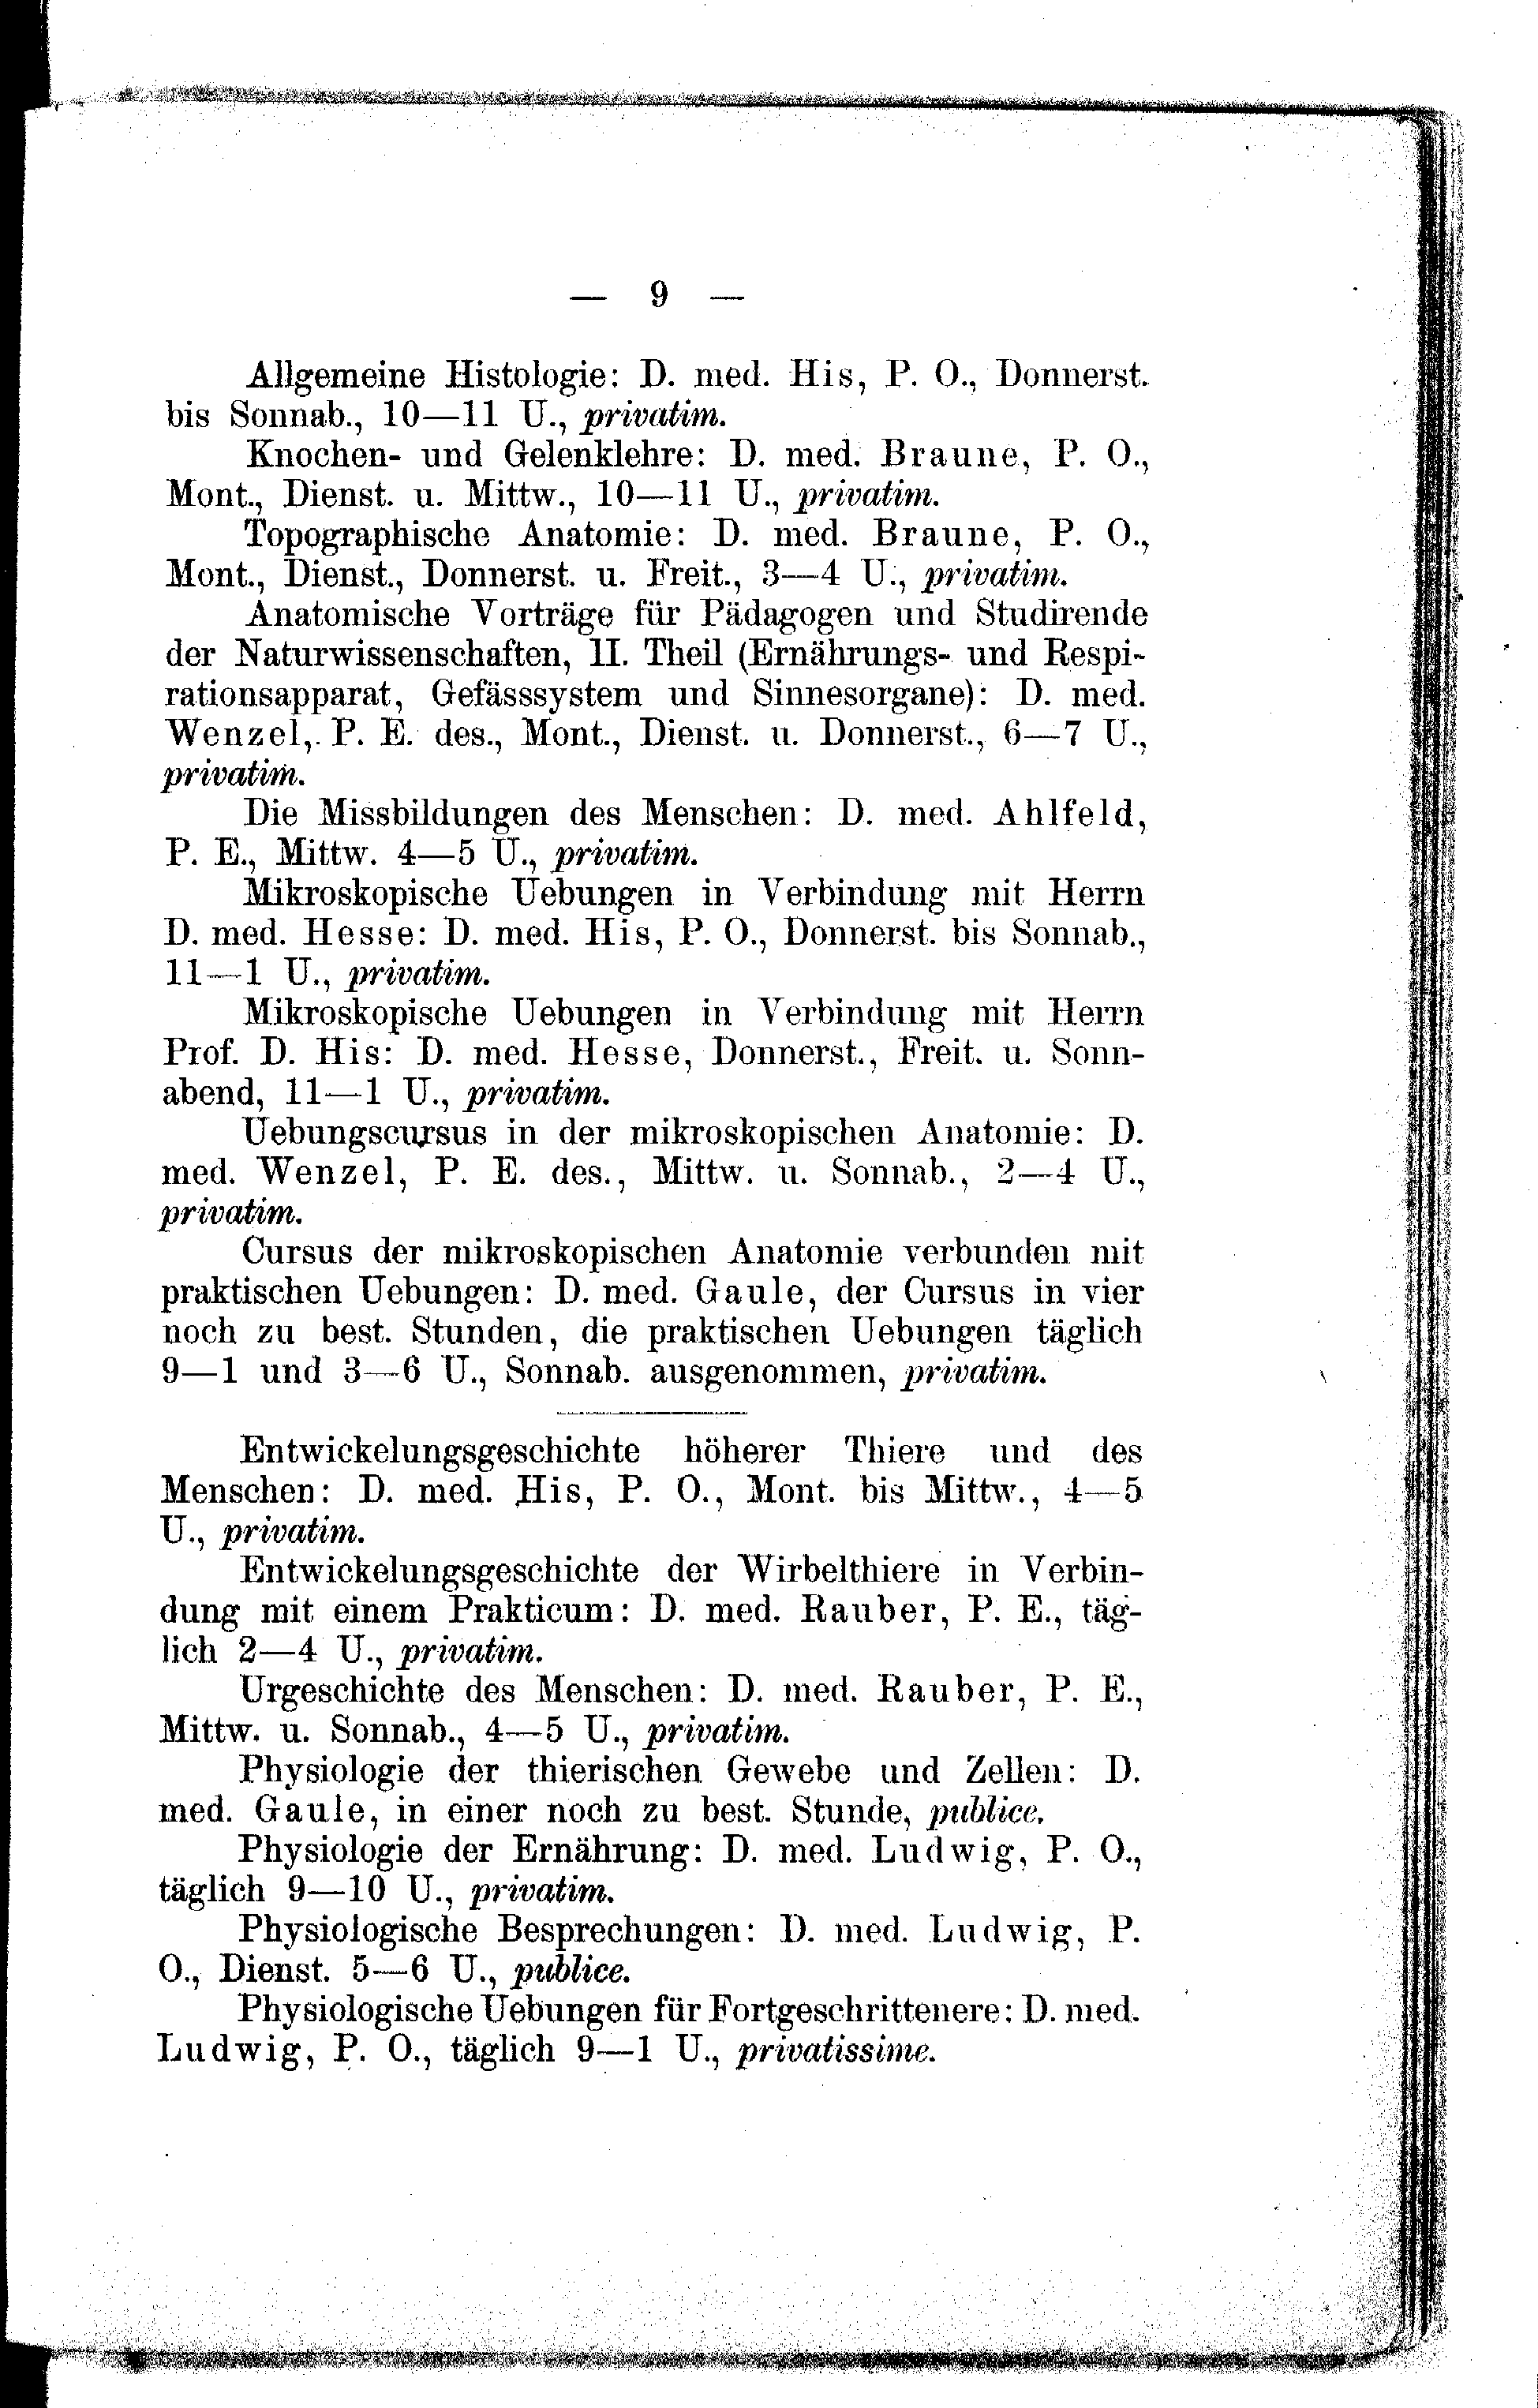 — 9 —
Allgemeine Histologie: D. med. His, P. O., Donnerst.
bis Sonnab., 10—11 U., privatim.
Knochen- und Gelenklehre: D. med. Braune, P. O.,
Mont., Dienst. u. Mittw., 10—11 U., privatim.
Topographische Anatomie: D. med. Braune, P. O.,
Mont., Dienst., Donnerst. u. Freit., 3—4 U., privatim.
Anatomische Vorträge für Pädagogen und Studirende
der Naturwissenschaften, II. Theil (Ernährungs- und Respi-
rationsapparat, Gefässsystem und Sinnesorgane): D. med.
Wenzel, P. E. des., Mont., Dienst. u. Donnerst., 6—7 U.,
privatim.
Die Missbildungen des Menschen: D. med. Ahlfeld,
P. E., Mittw. 4—5 U., privatim.
Mikroskopische Uebungen in Verbindung mit Herrn
D. med. Hesse: D. med. His, P. O., Donnerst. bis Sonnab.,
11—1 U., privatim.
Mikroskopische Uebungen in Verbindung mit Herrn
Prof. D. His: D. med. Hesse, Donnerst., Freit. u. Sonn-
abend, 11—1 U., privatim.
Uebungscursus in der mikroskopischen Anatomie: D.
med. Wenzel, P. E. des., Mittw. u. Sonnab., 2—4 U.,
privatim.
Cursus der mikroskopischen Anatomie verbunden mit
praktischen Uebungen: D. med. Gaule, der Cursus in vier
noch zu best. Stunden, die praktischen Uebungen täglich
9—1 und 3—6 U., Sonnab. ausgenommen, privatim.
Entwickelungsgeschichte höherer Thiere und des
Menschen: D. med. His, P. O., Mont. bis Mittw., 4—5
U., privatim.
Entwickelungsgeschichte der Wirbelthiere in Verbin-
dung mit einem Prakticum: D. med. Rauber, P. E., täg-
lich 2—4 U., privatim.
Urgeschichte des Menschen: D. med. Rauber, P. E.,
Mittw. u. Sonnab., 4—5 U., privatim.
Physiologie der thierischen Gewebe und Zellen: D.
med. Gaule, in einer noch zu best. Stunde, publice.
Physiologie der Ernährung: D. med. Ludwig, P. O.,
täglich 9—10 U., privatim.
Physiologische Besprechungen: D. med. Ludwig, P.
O., Dienst. 5—6 U., publice.
Physiologische Uebungen für Fortgeschrittenere: D. med.
Ludwig, P. O., täglich 9—1 U., privatissime.